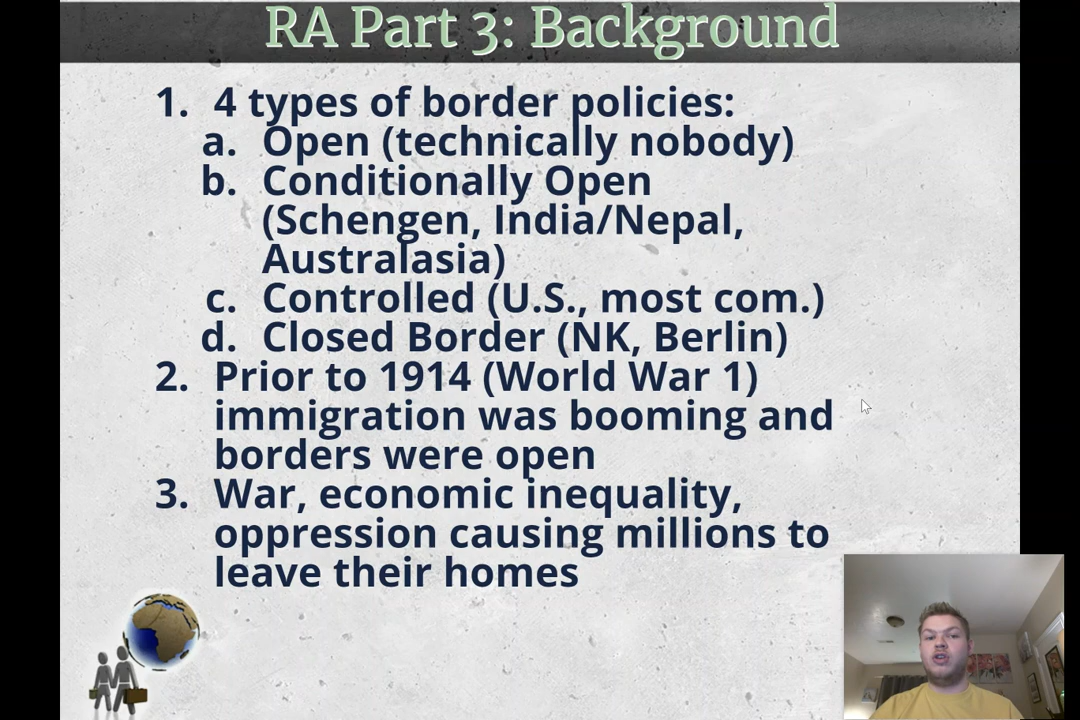 RA Part 3: Background
1. 4 types of border policies:
a. Open (technically nobody)
b. Conditionally Open
(Schengen, India/Nepal,
Australasia)
c. Controlled (U.S., most com.)
d. Closed Border (NK, Berlin)
2. Prior to 1914 (World War 1)
immigration was booming and
borders were open
3. War, economic inequality,
oppression causing millions to
leave their homes